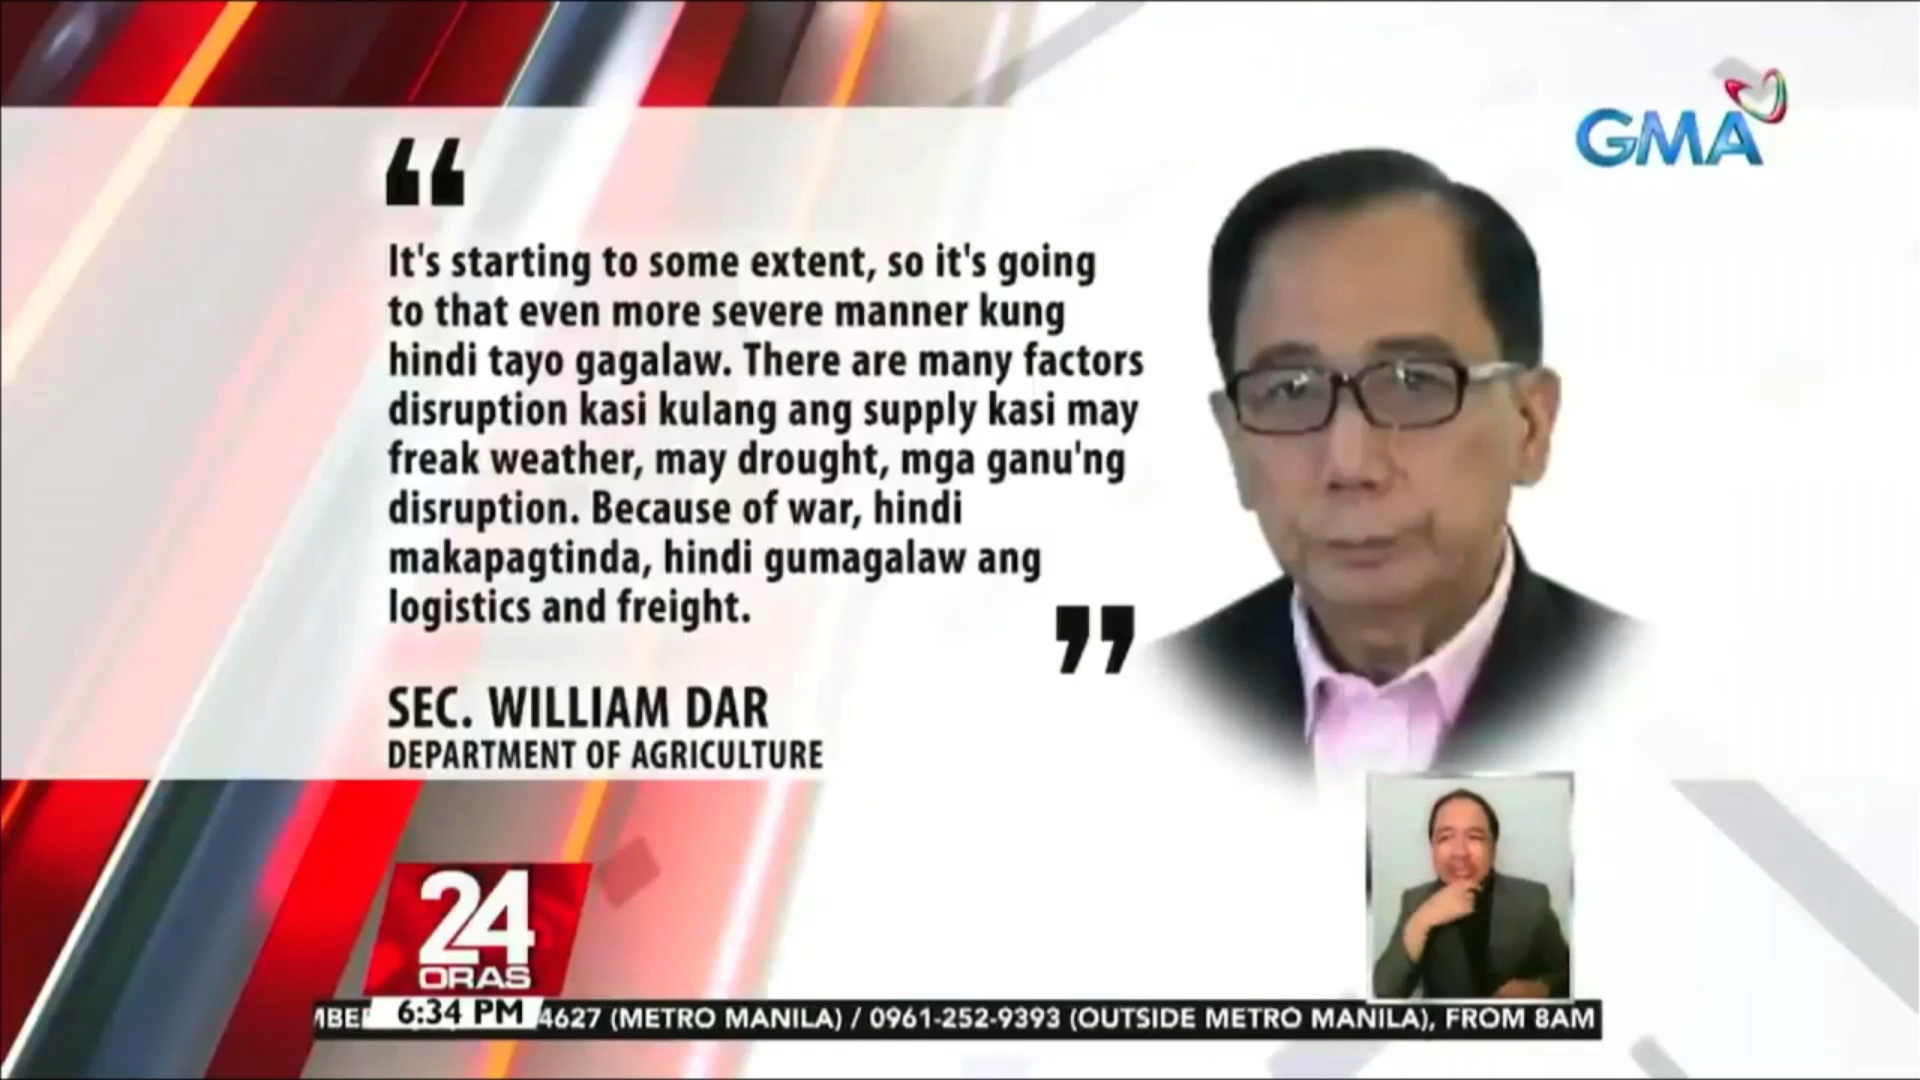 GMA
It's starting to some extent, so it's going
to that even more severe manner kung
hindi tayo gagalaw. There are many factors
disruption kasi kulang ang supply kasi may
freak weather, may drought, mga ganu'ng
disruption. Because of war, hindi
makapagtinda, hindi gumagalaw ang
logistics and freight.
SEC. WILLIAM DAR
DEPARTMENT OF AGRICULTURE
24
ORAS
6:34 PM
4627 (METRO MANILA) / 0961-252-9393 (OUTSIDE METRO MANILA), FROM 8AM